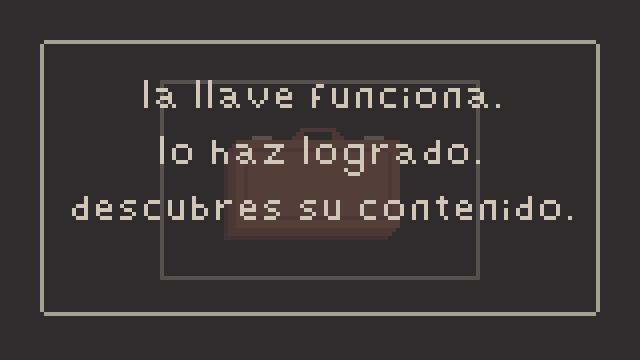 la llave funciona.
lo haz logrado.
descubres su contenido.